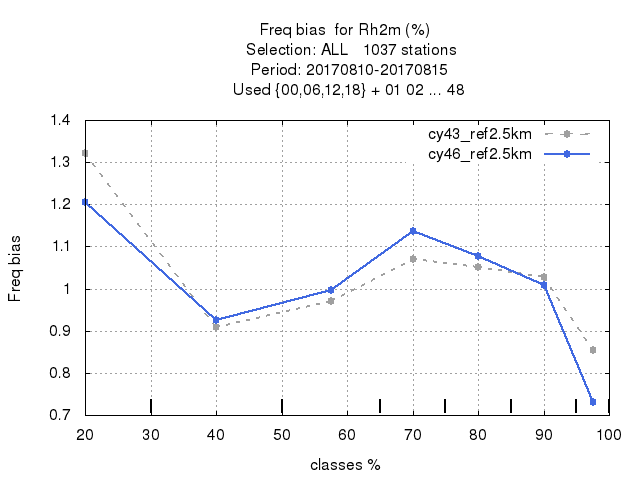 Freq bias  for Rh2m (%)
Selection: ALL   1037 stations
Period: 20170810-20170815
Used {00,06,12,18} + 01 02 ... 48
cy43_ref2.5km
cy46_ref2.5km
Freq bias
1.4
1.3
1.2
1.1
1
0.9
0.8
0.7
20 30 40 50 60 70 80 90 100
classes %